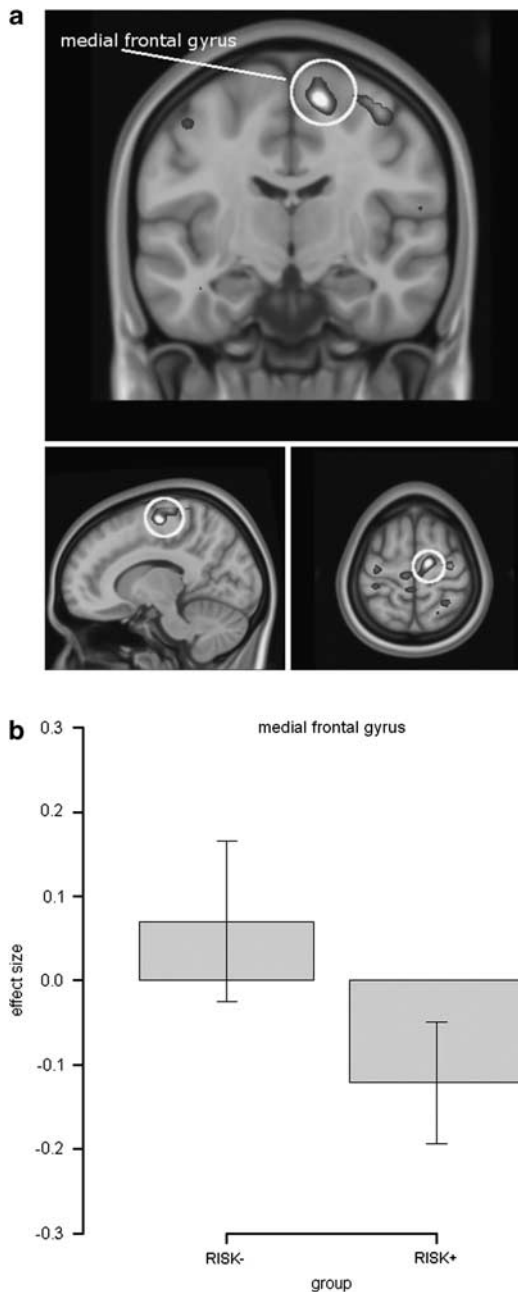 a
medial frontal gyrus
b
medial frontal gyrus
0.3
0.2
0.1
0.0
-0.1
-0.2
-0.3
effect size
RISK-
RISK+
group